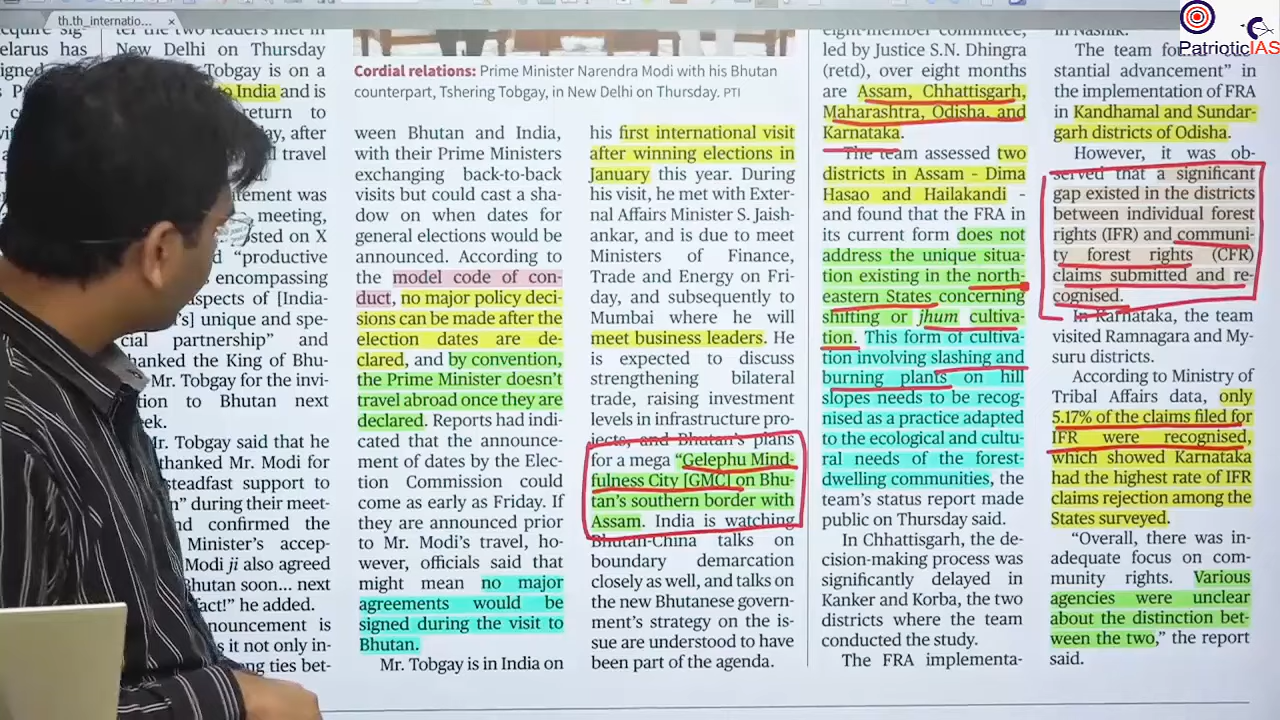 th.th_internatio... ×
PatrioticIAS
elarus has
New Delhi on Thursday
Tobgay is on a
to India and is
return to
after
travel
tement was
meeting,
sted on X
"productive
encompassing
aspects of [India-
unique and spe-
cial partnership" and
hanked the King of Bhu-
Mr. Tobgay for the invi-
tion to Bhutan next
eek.
Mr. Tobgay said that he
thanked Mr. Modi for
steadfast support to
during their meet-
nd confirmed the
Minister's accep-
Modi ji also agreed
Bhutan soon... next
fact!" he added.
nouncement is
s it not only in-
ng ties bet-
Cordial relations: Prime Minister Narendra Modi with his Bhutan
counterpart, Tshering Tobgay, in New Delhi on Thursday. PTI
ween Bhutan and India,
with their Prime Ministers
exchanging back-to-back
visits but could cast a sha-
dow on when dates for
general elections would be
announced. According to
the model code of con-
duct, no major policy deci-
sions can be made after the
election dates are de-
clared, and by convention,
the Prime Minister doesn't
travel abroad once they are
declared. Reports had indi-
cated that the announce-
ment of dates by the Elec-
tion Commission could
come as early as Friday. If
they are announced prior
to Mr. Modi's travel, ho-
wever, officials said that
might mean no major
agreements would be
signed during the visit to
Bhutan.
Mr. Tobgay is in India on
his first international visit
after winning elections in
January this year. During
his visit, he met with Exter-
nal Affairs Minister S. Jaish-
ankar, and is due to meet
Ministers of Finance,
Trade and Energy on Fri-
day, and subsequently to
Mumbai where he will
meet business leaders. He
is expected to discuss
strengthening bilateral
trade, raising investment
levels in infrastructure pro-
jects, and Bhutan's plans
for a mega "Gelephu Mind-
fulness City [GMC] on Bhu-
tan's southern border with
Assam. India is watching
Bhutan-China talks on
boundary demarcation
closely as well, and talks on
the new Bhutanese govern-
ment's strategy on the is-
sue are understood to have
been part of the agenda.
eight-member committee,
led by Justice S.N. Dhingra
(retd), over eight months
are Assam, Chhattisgarh,
Maharashtra, Odisha, and
Karnataka.
The team assessed two
districts in Assam - Dima
Hasao and Hailakandi -
and found that the FRA in
its current form does not
address the unique situa-
tion existing in the north-
eastern States concerning
shifting or jhum cultiva-
tion. This form of cultiva-
tion involving slashing and
burning plants on hill
slopes needs to be recog-
nised as a practice adapted
to the ecological and cultu-
ral needs of the forest-
dwelling communities, the
team's status report made
public on Thursday said.
In Chhattisgarh, the de-
cision-making process was
significantly delayed in
Kanker and Korba, the two
districts where the team
conducted the study.
The FRA implementa-
in Nashik.
The team fo
stantial advancement" in
the implementation of FRA
in Kandhamal and Sundar-
garh districts of Odisha.
However, it was ob-
served that a significant
gap existed in the districts
between individual forest
rights (IFR) and communi-
ty forest rights (CFR)
claims submitted and re-
cognised.
In Karnataka, the team
visited Ramnagara and My-
suru districts.
According to Ministry of
Tribal Affairs data, only
5.17% of the claims filed for
IFR were recognised,
which showed Karnataka
had the highest rate of IFR
claims rejection among the
States surveyed.
"Overall, there was in-
adequate focus on com-
munity rights. Various
agencies were unclear
about the distinction bet-
ween the two," the report
said.